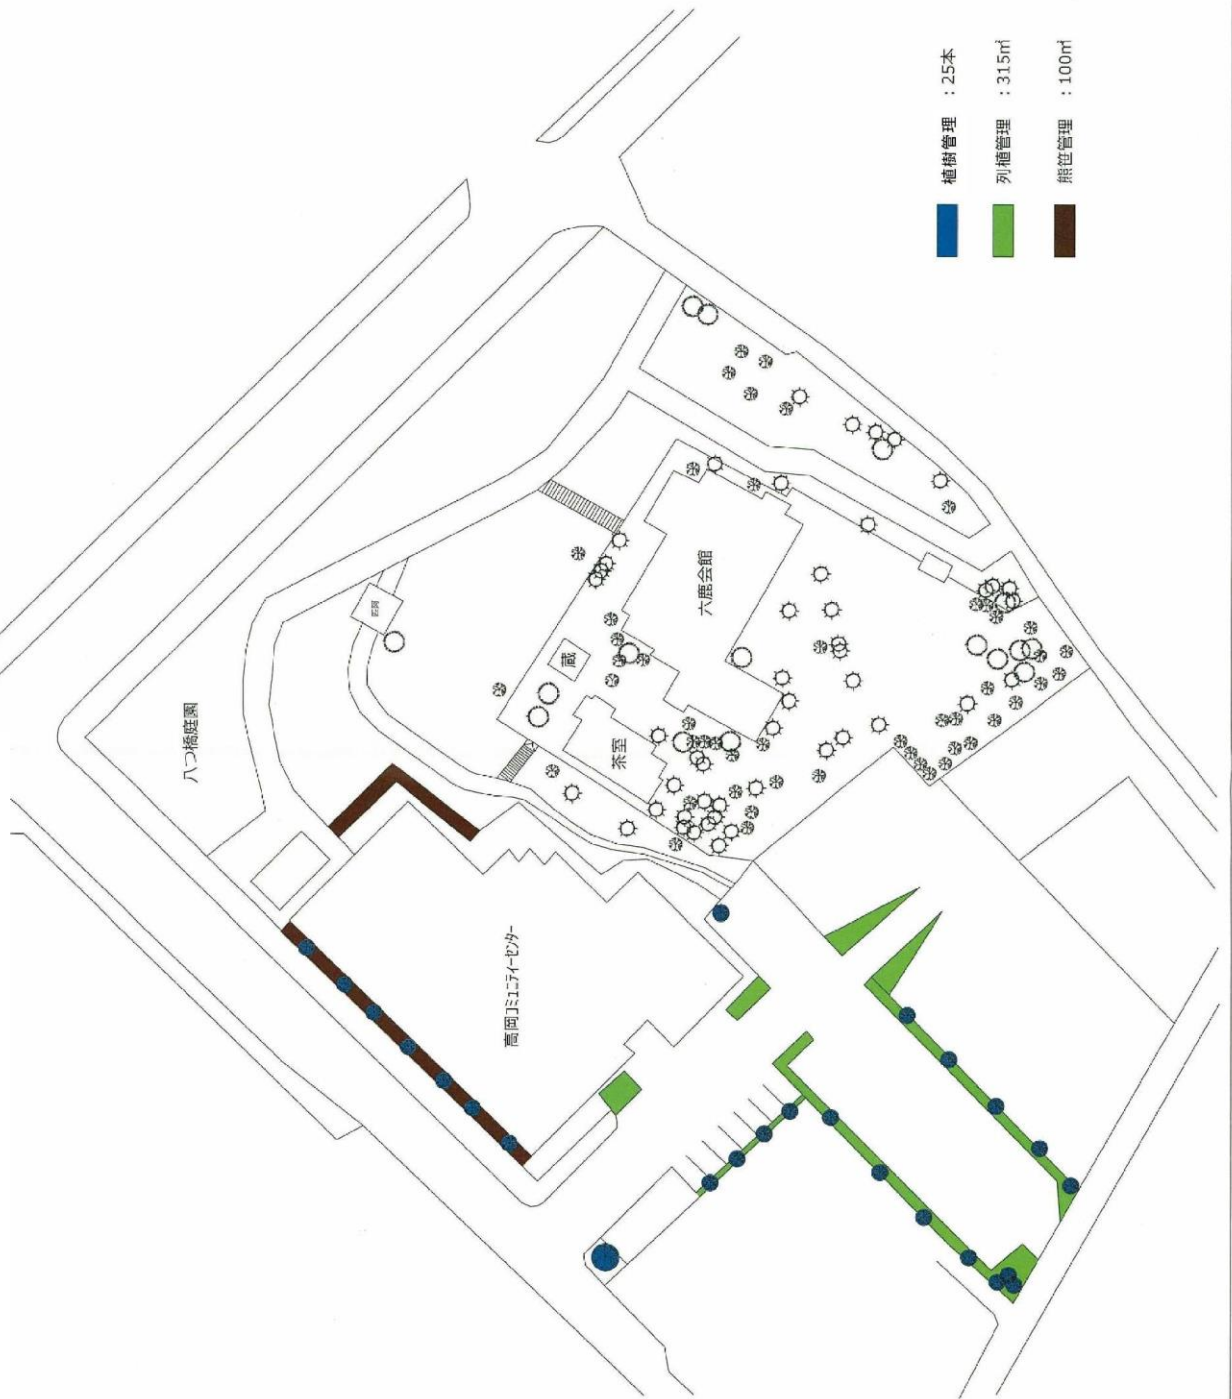 植樹管理　：25本
列植管理　：315㎡
熊笹管理　：100㎡
八つ橋庭園
六鹿会館
蔵
茶室
高岡コミュニティーセンター